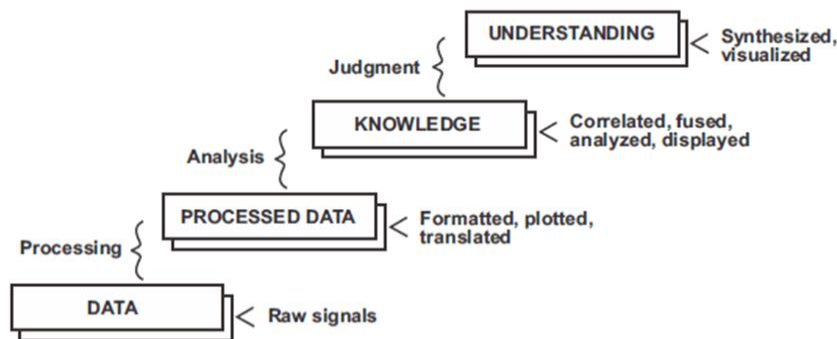 UNDERSTANDING
Synthesized,
visualized
Judgment
KNOWLEDGE
Correlated, fused,
analyzed, displayed
Analysis
PROCESSED DATA
Formatted, plotted,
translated
Processing
DATA
Raw signals